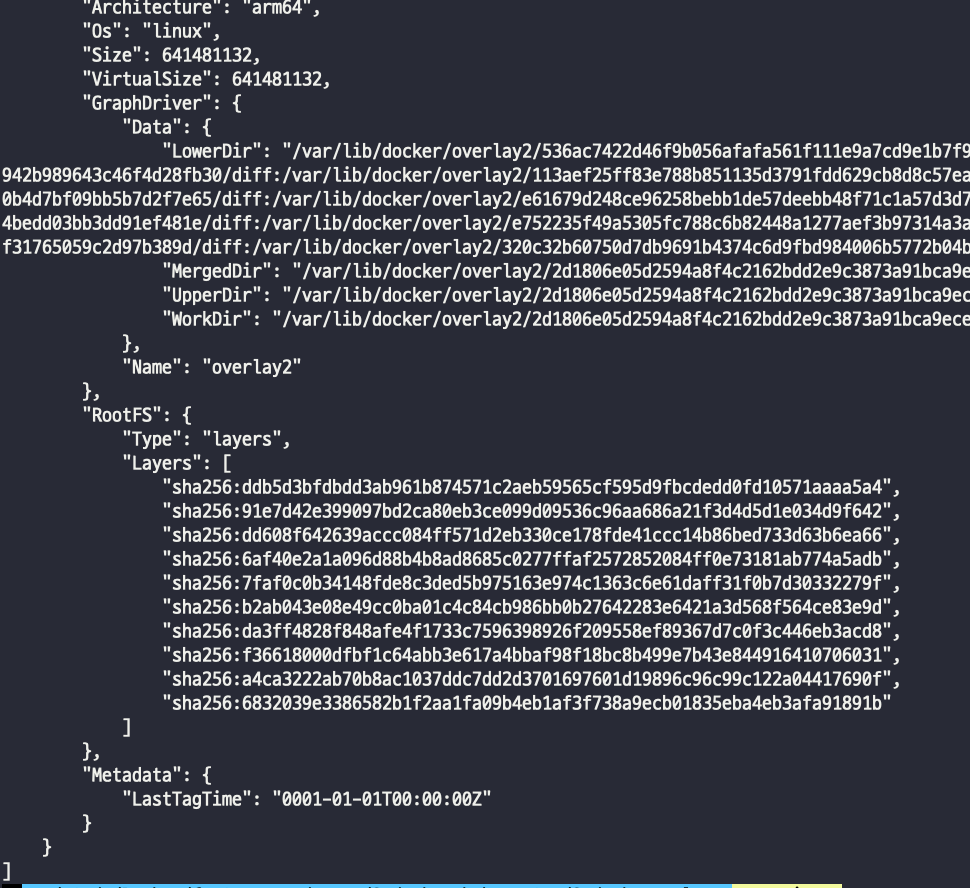 "Architecture": "arm64",
"Os": "linux",
"Size": 641481132,
"VirtualSize": 641481132,
"GraphDriver": {
"Data": {
"LowerDir": "/var/lib/docker/overlay2/536ac7422d46f9b056afafa561f111e9a7cd9e1b7f9
942b989643c46f4d28fb30/diff:/var/lib/docker/overlay2/113aef25ff83e788b851135d3791fdd629cb8d8c57ea
0b4d7bf09bb5b7d2f7e65/diff:/var/lib/docker/overlay2/e61679d248ce96258bebb1de57deebb48f71c1a57d3d7
4bedd03bb3dd91ef481e/diff:/var/lib/docker/overlay2/e752235f49a5305fc788c6b82448a1277aef3b97314a3a
f31765059c2d97b389d/diff:/var/lib/docker/overlay2/320c32b60750d7db9691b4374c6d9fbd984006b5772b04b
"MergedDir": "/var/lib/docker/overlay2/2d1806e05d2594a8f4c2162bdd2e9c3873a91bca9e
"UpperDir": "/var/lib/docker/overlay2/2d1806e05d2594a8f4c2162bdd2e9c3873a91bca9ec
"WorkDir": "/var/lib/docker/overlay2/2d1806e05d2594a8f4c2162bdd2e9c3873a91bca9ece
},
"Name": "overlay2"
},
"RootFS": {
"Type": "layers",
"Layers": [
"sha256:ddb5d3bfdbdd3ab961b874571c2aeb59565cf595d9fbcdedd0fd10571aaaa5a4",
"sha256:91e7d42e399097bd2ca80eb3ce099d09536c96aa686a21f3d4d5d1e034d9f642",
"sha256:dd608f642639accc084ff571d2eb330ce178fde41ccc14b86bed733d63b6ea66",
"sha256:6af40e2a1a096d88b4b8ad8685c0277ffaf2572852084ff0e73181ab774a5adb",
"sha256:7faf0c0b34148fde8c3ded5b975163e974c1363c6e61daff31f0b7d30332279f",
"sha256:b2ab043e08e49cc0ba01c4c84cb986bb0b27642283e6421a3d568f564ce83e9d",
"sha256:da3ff4828f848afe4f1733c7596398926f209558ef89367d7c0f3c446eb3acd8",
"sha256:f36618000dfbf1c64abb3e617a4bbaf98f18bc8b499e7b43e844916410706031",
"sha256:a4ca3222ab70b8ac1037ddc7dd2d3701697601d19896c96c99c122a04417690f",
"sha256:6832039e3386582b1f2aa1fa09b4eb1af3f738a9ecb01835eba4eb3afa91891b"
]
},
"Metadata": {
"LastTagTime": "0001-01-01T00:00:00Z"
}
}
]